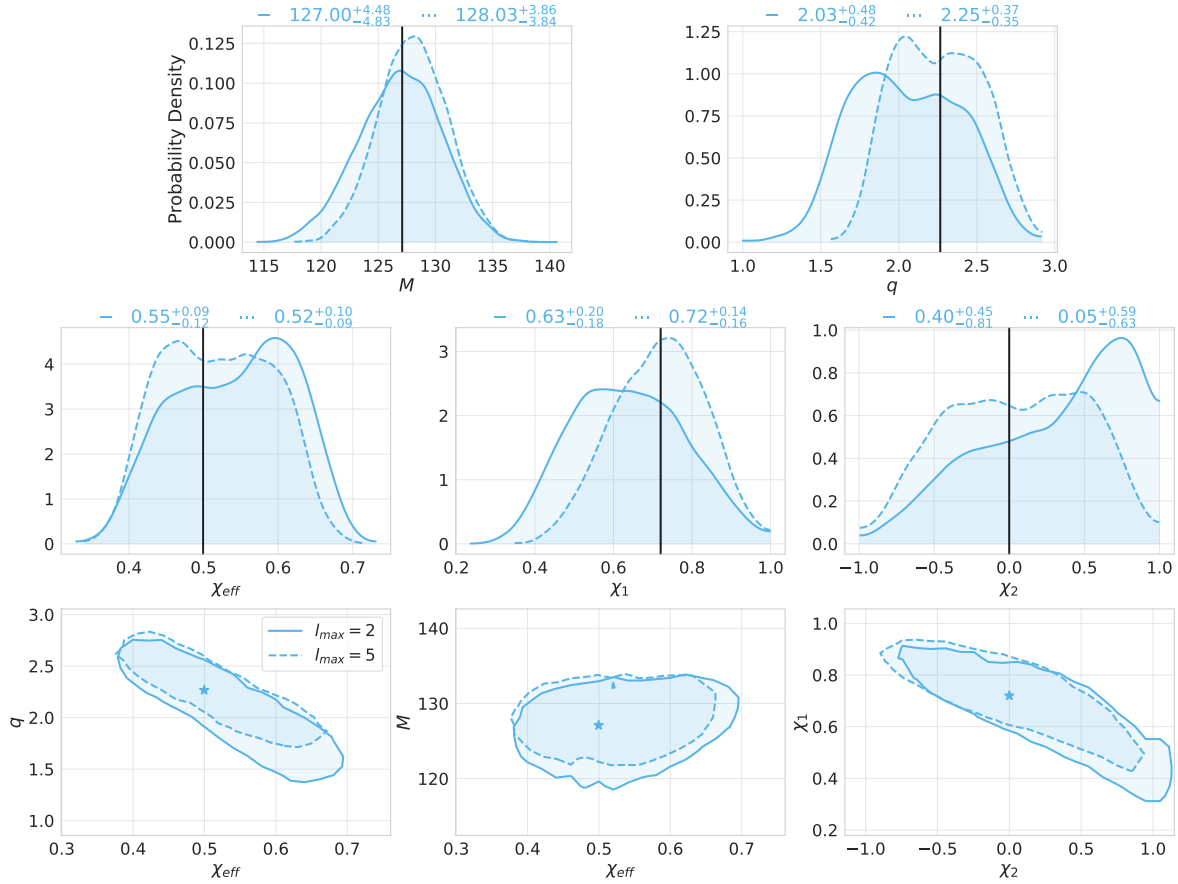 — 127.00+4.48−4.83 ··· 128.03+3.86−3.84
— 2.03+0.48−0.42 ··· 2.25+0.37−0.35
Probability Density
0.125
0.100
0.075
0.050
0.025
0.000
115 120 125 130 135 140
M
1.25
1.00
0.75
0.50
0.25
0.00
1.0 1.5 2.0 2.5 3.0
q
— 0.55+0.09−0.12 ··· 0.52+0.10−0.09
— 0.63+0.20−0.18 ··· 0.72+0.14−0.16
— 0.40+0.45−0.81 ··· 0.05+0.59−0.63
4
3
2
1
0
0.4 0.5 0.6 0.7
χeff
3
2
1
0
0.2 0.4 0.6 0.8 1.0
χ1
1.0
0.8
0.6
0.4
0.2
0.0
−1.0 −0.5 0.0 0.5 1.0
χ2
q
3.0
2.5
2.0
1.5
1.0
lmax = 2
lmax = 5
0.3 0.4 0.5 0.6 0.7
χeff
M
140
130
120
0.3 0.4 0.5 0.6 0.7
χeff
χ1
1.0
0.8
0.6
0.4
0.2
−1.0 −0.5 0.0 0.5 1.0
χ2